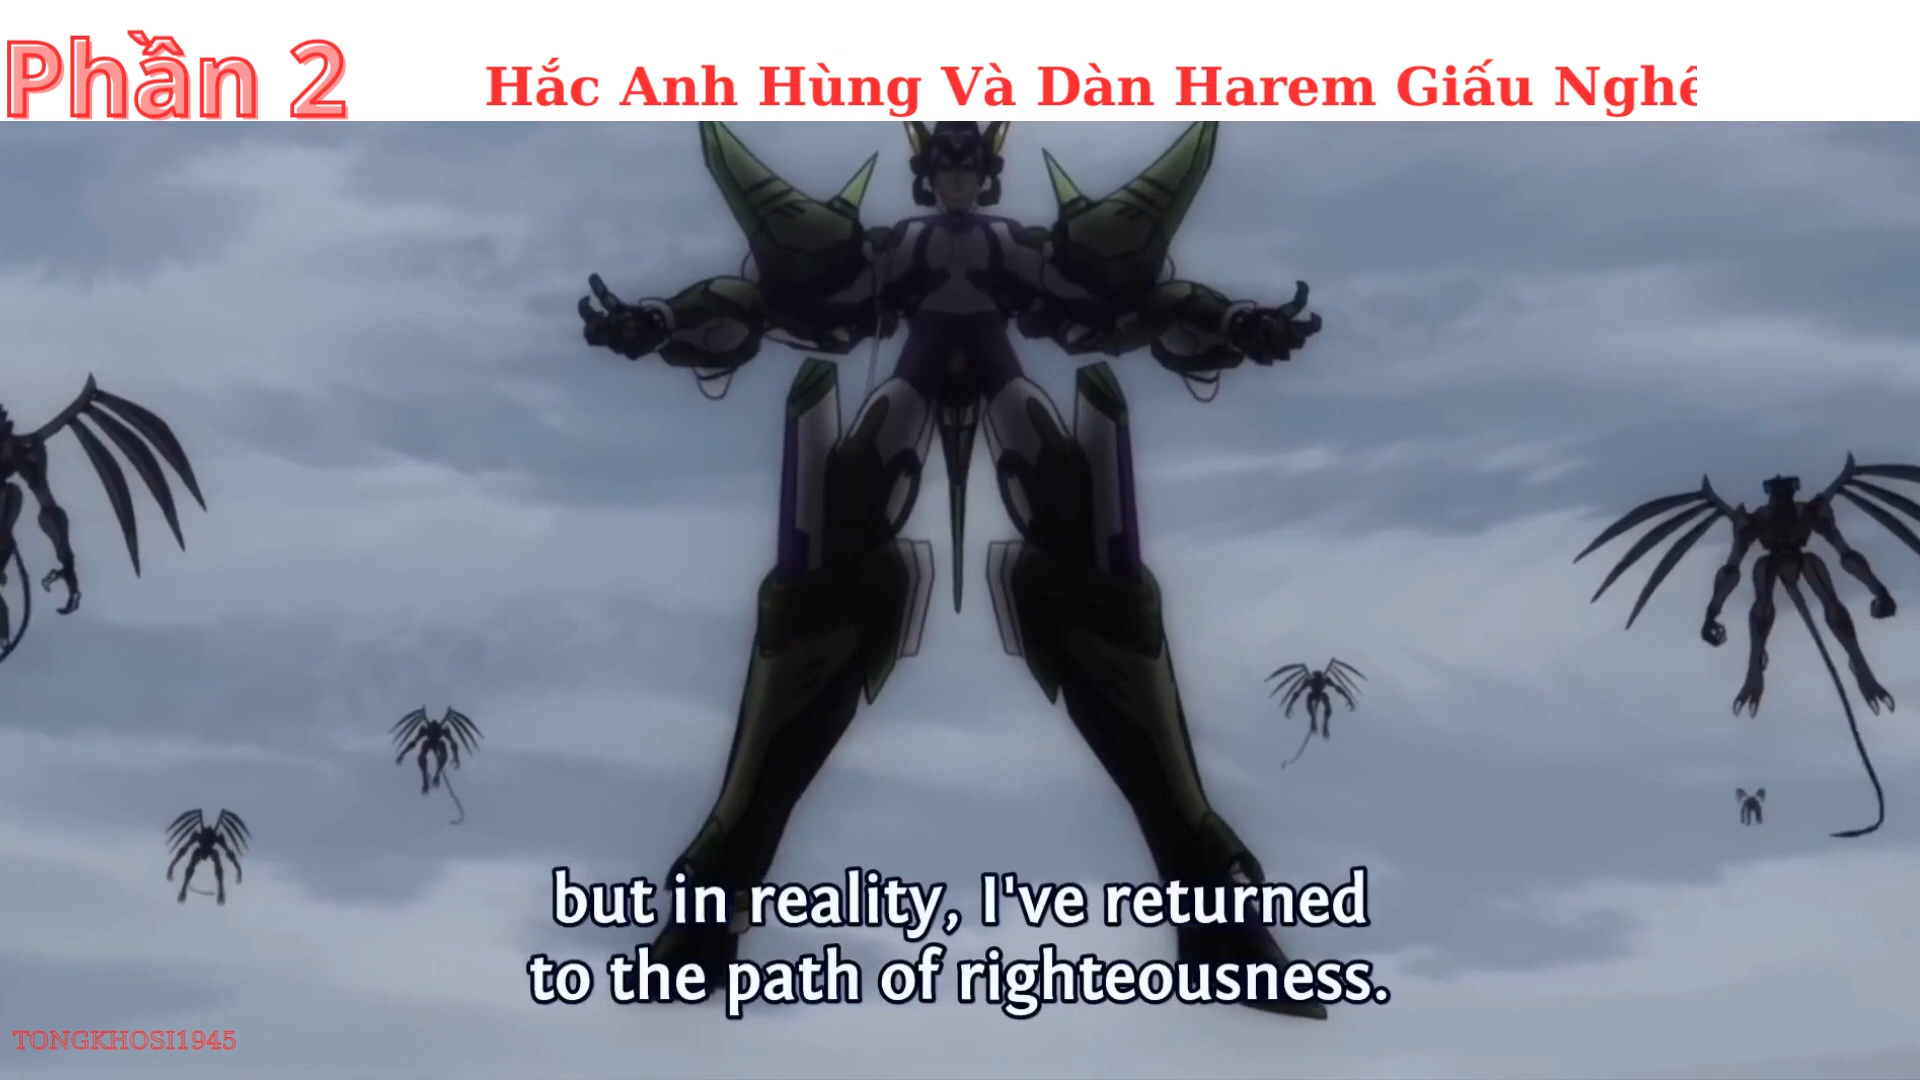 Phần 2
Hắc Anh Hùng Và Dàn Harem Giấu Nghề
but in reality, I've returned
to the path of righteousness.
TONGKHOSI1945